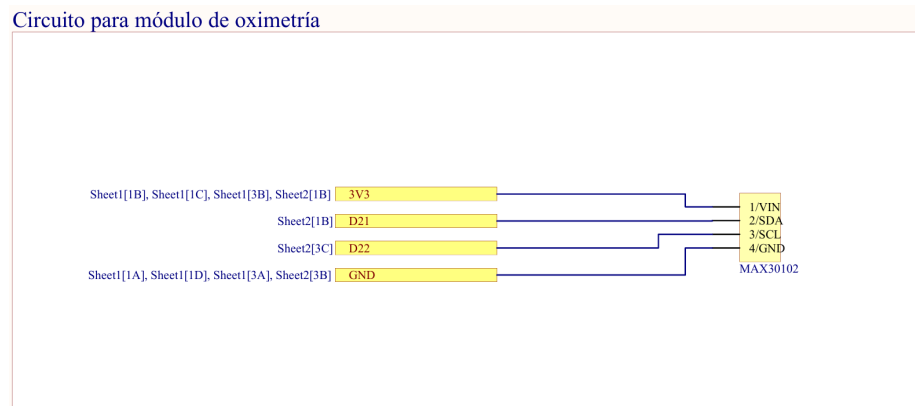 Circuito para módulo de oximetría
Sheet1[1B], Sheet1[1C], Sheet1[3B], Sheet2[1B] 3V3
1/VIN
Sheet2[1B] D21
2/SDA
3/SCL
Sheet2[3C] D22
4/GND
Sheet1[1A], Sheet1[1D], Sheet1[3A], Sheet2[3B] GND
MAX30102